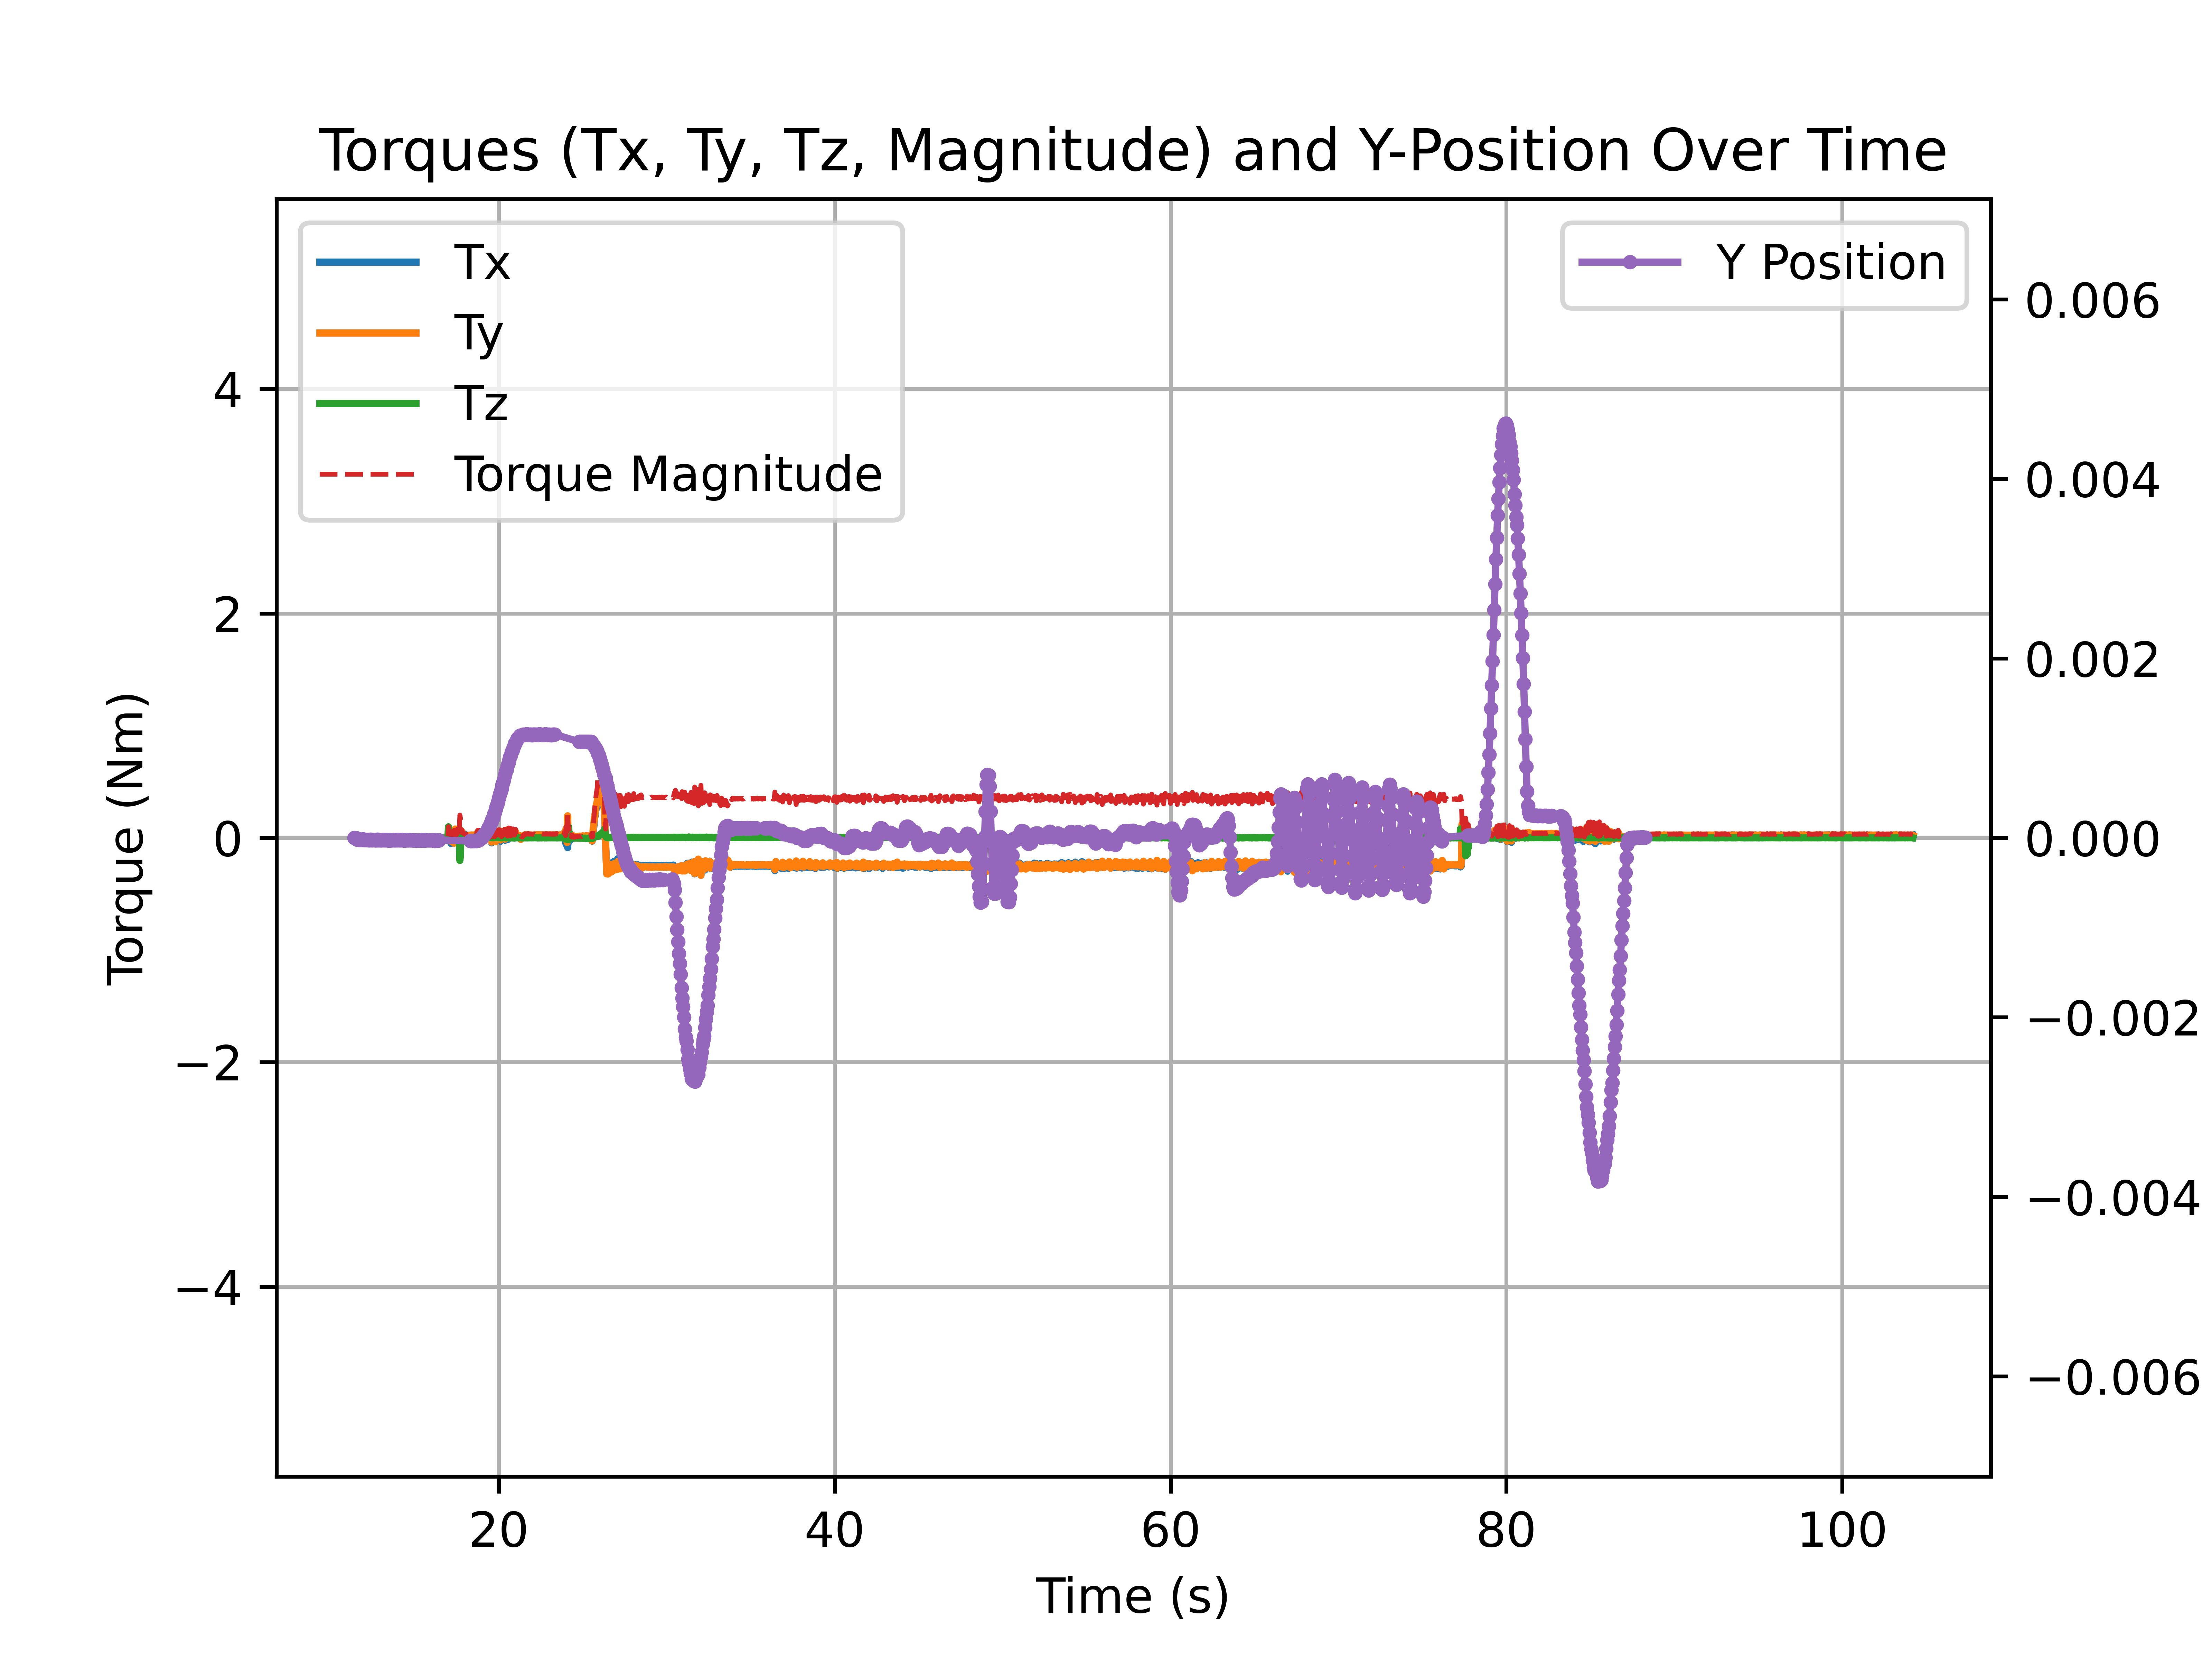 Torques (Tx, Ty, Tz, Magnitude) and Y-Position Over Time
Tx
Ty
Tz
Torque Magnitude
Y Position
Torque (Nm)
4
2
0
−2
−4
0.006
0.004
0.002
0.000
−0.002
−0.004
−0.006
20 40 60 80 100
Time (s)